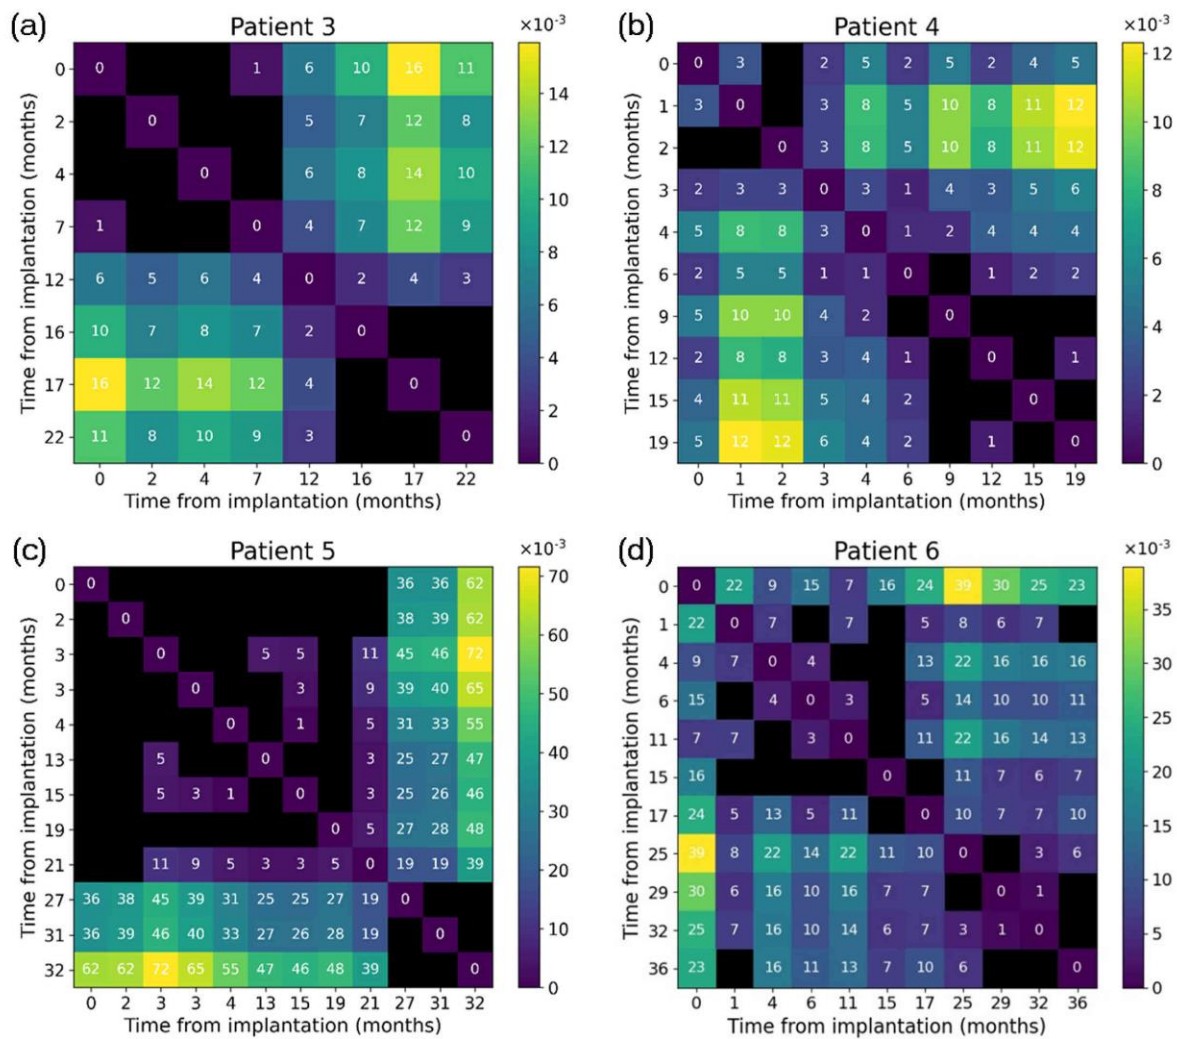 (a) Patient 3 ×10⁻³
0 0 1 6 10 16 11
2 0 5 7 12 8
4 0 6 8 14 10
7 1 0 4 7 12 9
12 6 5 6 4 0 2 4 3
16 10 7 8 7 2 0
17 16 12 14 12 4 0
22 11 8 10 9 3 0
0 2 4 7 12 16 17 22
Time from implantation (months)
Time from implantation (months)
14
12
10
8
6
4
2
0
(b) Patient 4 ×10⁻³
0 0 3 2 5 2 5 2 4 5
1 3 0 3 8 5 10 8 11 12
2 0 3 8 5 10 8 11 12
3 2 3 3 0 3 1 4 3 5 6
4 5 8 8 3 0 1 2 4 4 4
6 2 5 5 1 1 0 1 2 2
9 5 10 10 4 2 0
12 2 8 8 3 4 1 0 1
15 4 11 11 5 4 2 0
19 5 12 12 6 4 2 1 0
0 1 2 3 4 6 9 12 15 19
Time from implantation (months)
Time from implantation (months)
12
10
8
6
4
2
0
(c) Patient 5 ×10⁻³
0 0 36 36 62
2 0 38 39 62
3 0 5 5 11 45 46 72
3 0 3 9 39 40 65
4 0 1 5 31 33 55
13 5 0 3 25 27 47
15 5 3 1 0 3 25 26 46
19 0 5 27 28 48
21 11 9 5 3 3 5 0 19 19 39
27 36 38 45 39 31 25 25 27 19 0
31 36 39 46 40 33 27 26 28 19 0
32 62 62 72 65 55 47 46 48 39 0
0 2 3 3 4 13 15 19 21 27 31 32
Time from implantation (months)
Time from implantation (months)
70
60
50
40
30
20
10
0
(d) Patient 6 ×10⁻³
0 0 22 9 15 7 16 24 39 30 25 23
1 22 0 7 7 5 8 6 7
4 9 7 0 4 13 22 16 16 16
6 15 4 0 3 5 14 10 10 11
11 7 7 3 0 11 22 16 14 13
15 16 0 11 7 6 7
17 24 5 13 5 11 0 10 7 7 10
25 39 8 22 14 22 11 10 0 3 6
29 30 6 16 10 16 7 7 0 1
32 25 7 16 10 14 6 7 3 1 0
36 23 16 11 13 7 10 6 0
0 1 4 6 11 15 17 25 29 32 36
Time from implantation (months)
Time from implantation (months)
35
30
25
20
15
10
5
0